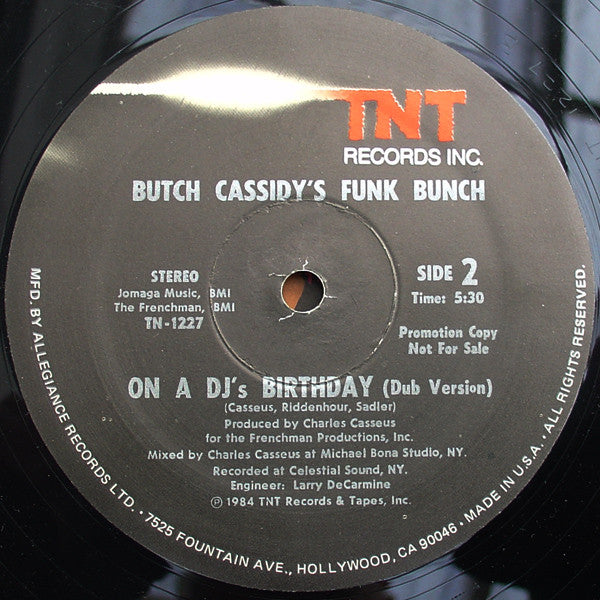 TNT
RECORDS INC.
BUTCH CASSIDY'S FUNK BUNCH
STEREO
Jomaga Music, BMI
The Frenchman, BMI
TN-1227
SIDE 2
Time: 5:30
Promotion Copy
Not For Sale
ON A DJ's BIRTHDAY (Dub Version)
(Casseus, Riddenhour, Sadler)
Produced by Charles Casseus
for the Frenchman Productions, Inc.
Mixed by Charles Casseus at Michael Bona Studio, NY.
Recorded at Celestial Sound, NY.
Engineer: Larry DeCarmine
℗ 1984 TNT Records & Tapes, Inc.
MFD. BY ALLEGIANCE RECORDS LTD. • 7525 FOUNTAIN AVE., HOLLYWOOD, CA 90046 • MADE IN U.S.A. • ALL RIGHTS RESERVED.